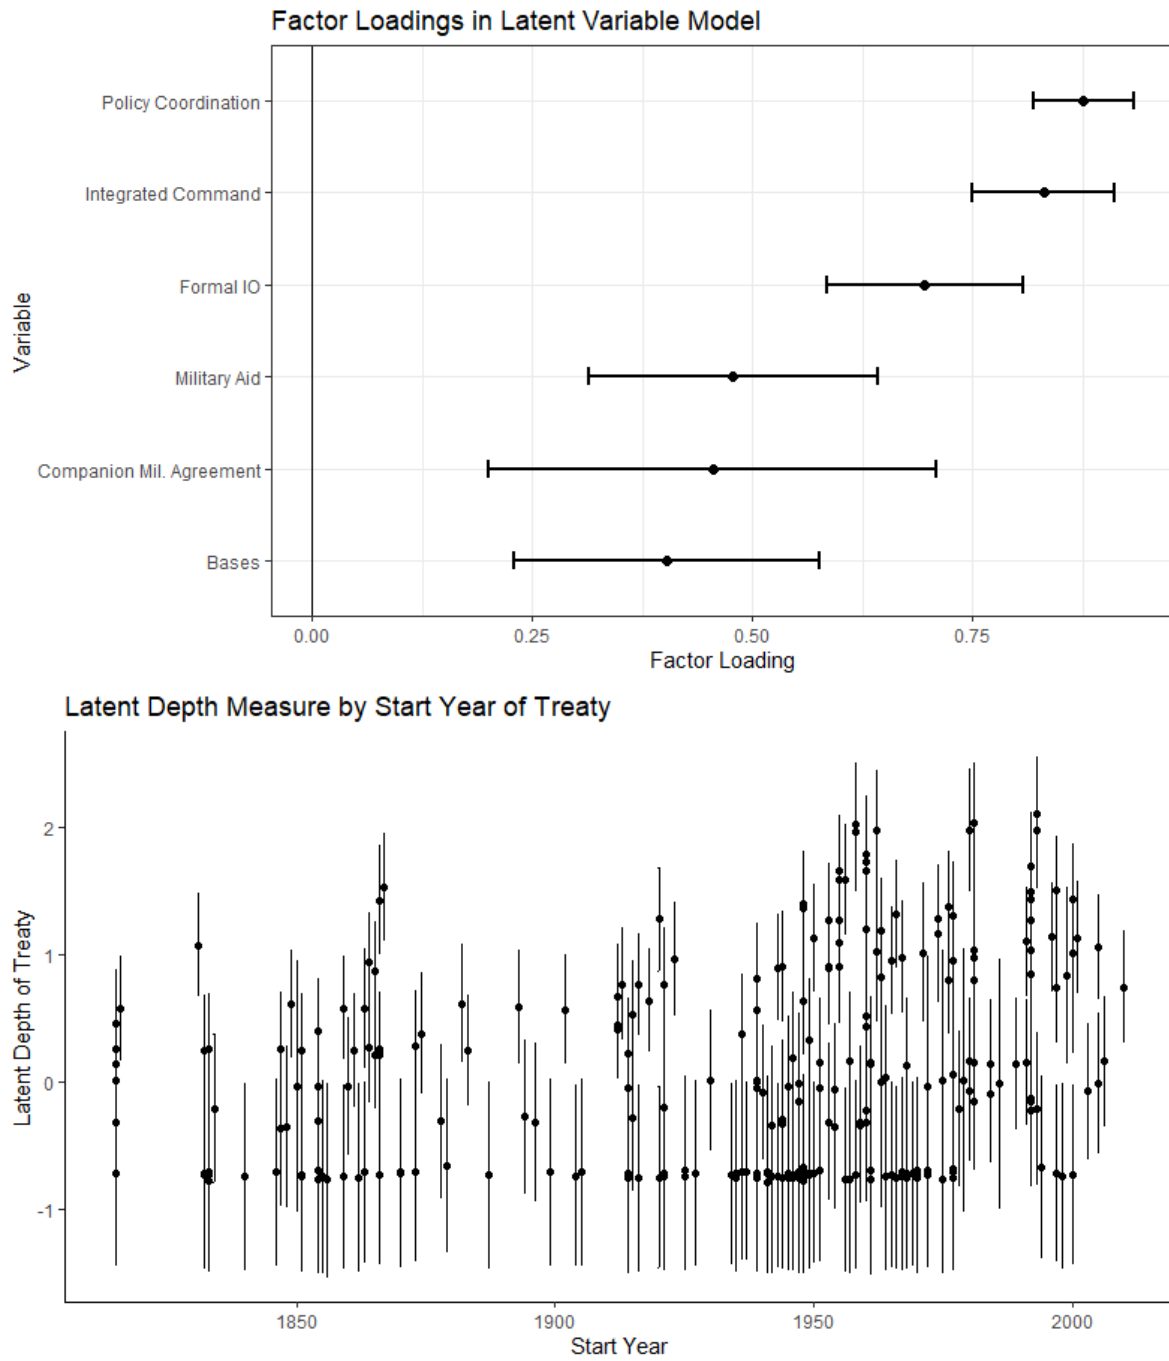 Factor Loadings in Latent Variable Model
Variable
Policy Coordination
Integrated Command
Formal IO
Military Aid
Companion Mil. Agreement
Bases
0.00 0.25 0.50 0.75
Factor Loading
Latent Depth Measure by Start Year of Treaty
Latent Depth of Treaty
2
1
0
-1
1850 1900 1950 2000
Start Year